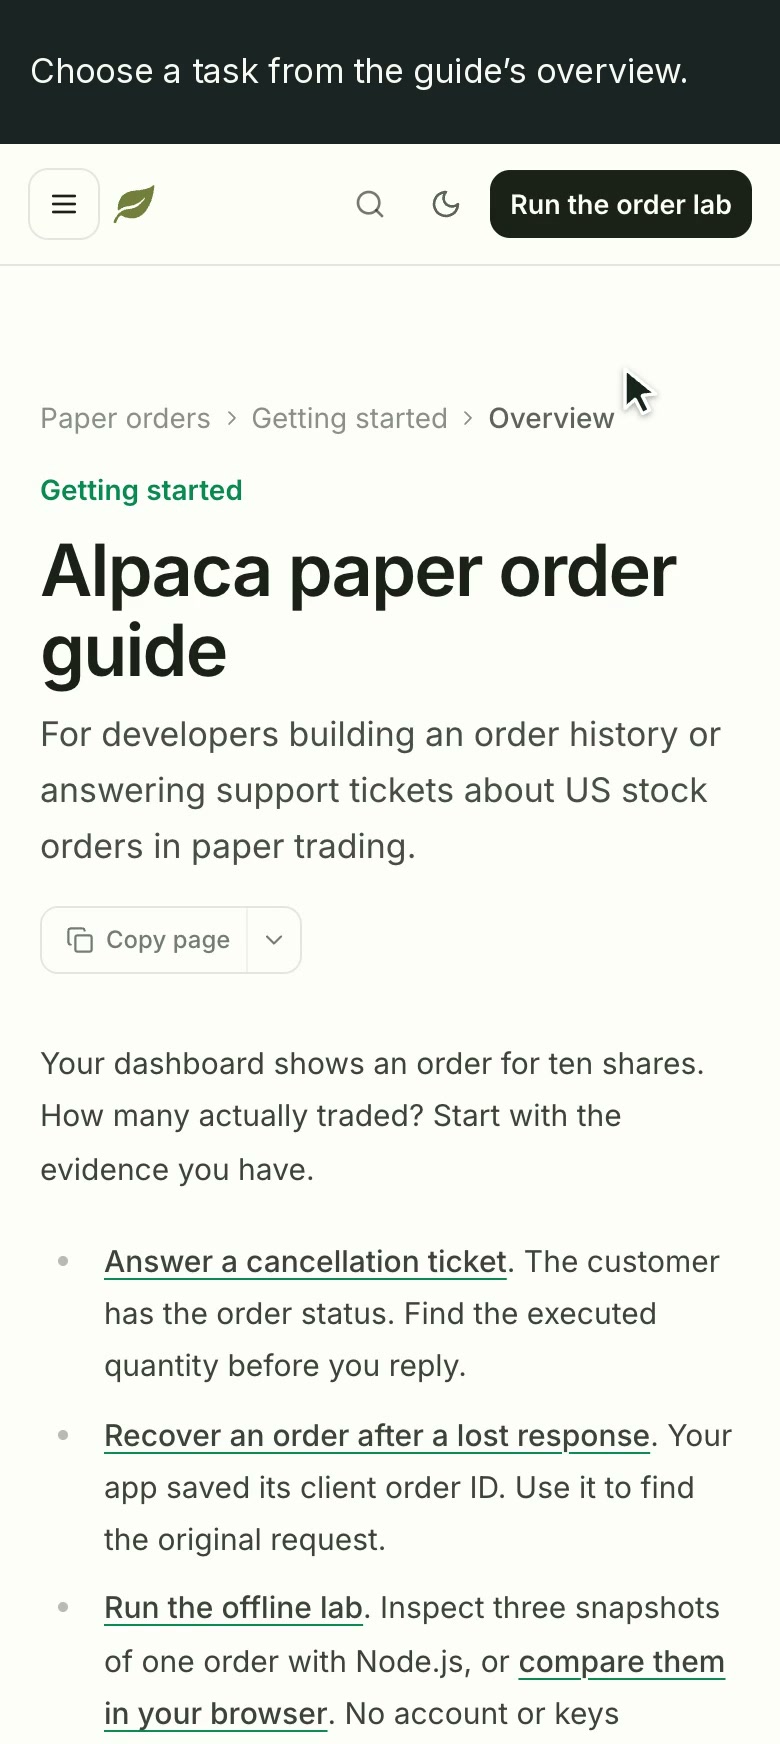 Choose a task from the guide’s overview.
Run the order lab
Paper orders > Getting started > Overview
Getting started
Alpaca paper order
guide
For developers building an order history or
answering support tickets about US stock
orders in paper trading.
Copy page
Your dashboard shows an order for ten shares.
How many actually traded? Start with the
evidence you have.
Answer a cancellation ticket. The customer
has the order status. Find the executed
quantity before you reply.
Recover an order after a lost response. Your
app saved its client order ID. Use it to find
the original request.
Run the offline lab. Inspect three snapshots
of one order with Node.js, or compare them
in your browser. No account or keys